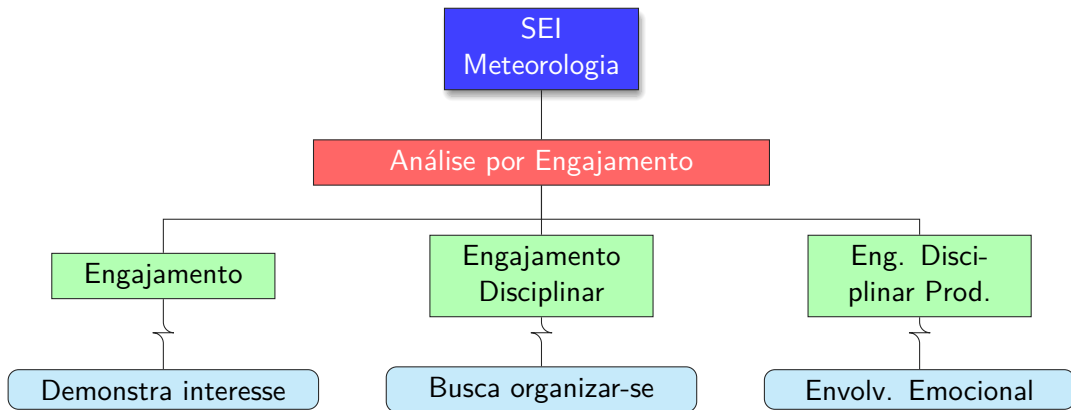 SEI
Meteorologia
Análise por Engajamento
Engajamento
Engajamento
Disciplinar
Eng. Disci-
plinar Prod.
Demonstra interesse
Busca organizar-se
Envolv. Emocional